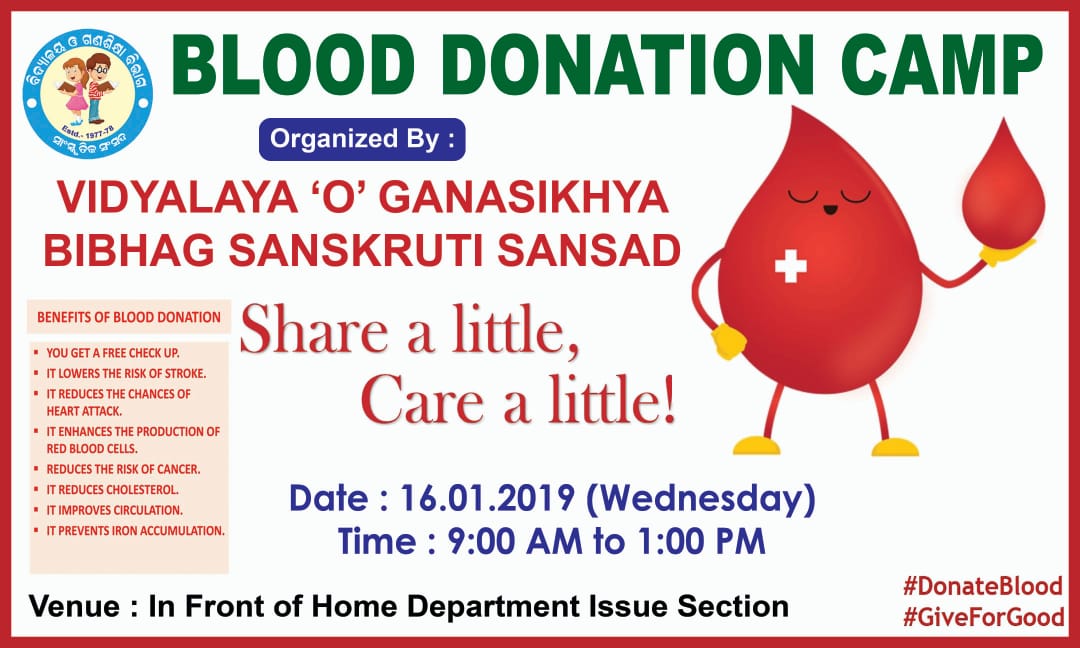 ବିଦ୍ୟାଳୟ ଓ ଗଣଶିକ୍ଷା ବିଭାଗ
Estd.- 1977-78
ସାଂସ୍କୃତିକ ସଂସଦ
BLOOD DONATION CAMP
Organized By :
VIDYALAYA ‘O’ GANASIKHYA
BIBHAG SANSKRUTI SANSAD
BENEFITS OF BLOOD DONATION
▪ YOU GET A FREE CHECK UP.
▪ IT LOWERS THE RISK OF STROKE.
▪ IT REDUCES THE CHANCES OF
HEART ATTACK.
▪ IT ENHANCES THE PRODUCTION OF
RED BLOOD CELLS.
▪ REDUCES THE RISK OF CANCER.
▪ IT REDUCES CHOLESTEROL.
▪ IT IMPROVES CIRCULATION.
▪ IT PREVENTS IRON ACCUMULATION.
Share a little,
Care a little!
Date : 16.01.2019 (Wednesday)
Time : 9:00 AM to 1:00 PM
Venue : In Front of Home Department Issue Section
#DonateBlood
#GiveForGood